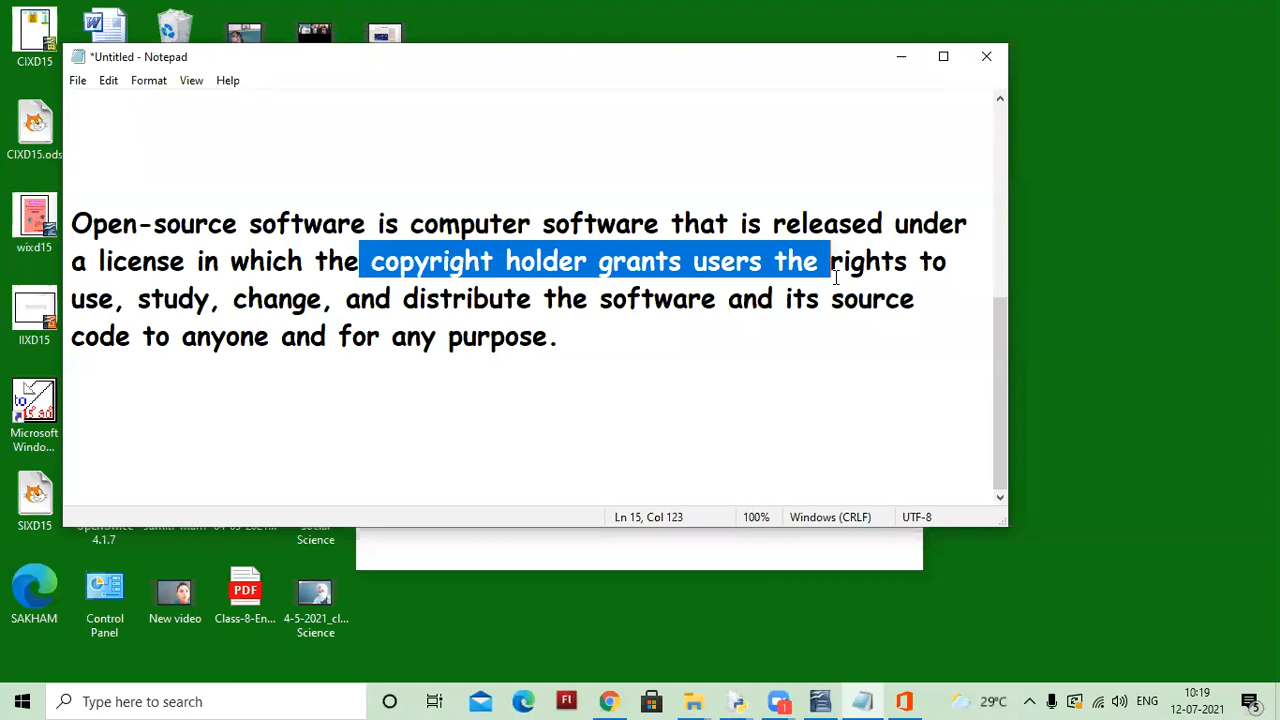 CIXD15
CIXD15.ods
wixd15
IIXD15
Microsoft
Windo...
SIXD15
SAKHAM
*Untitled - Notepad
File Edit Format View Help
Open-source software is computer software that is released under
a license in which the copyright holder grants users the rights to
use, study, change, and distribute the software and its source
code to anyone and for any purpose.
Ln 15, Col 123 100% Windows (CRLF) UTF-8
4.1.7
Social
Science
PDF
Control
Panel
New video
Class-8-En...
4-5-2021_cl...
Science
Type here to search
29°C
ENG
10:19
12-07-2021
5